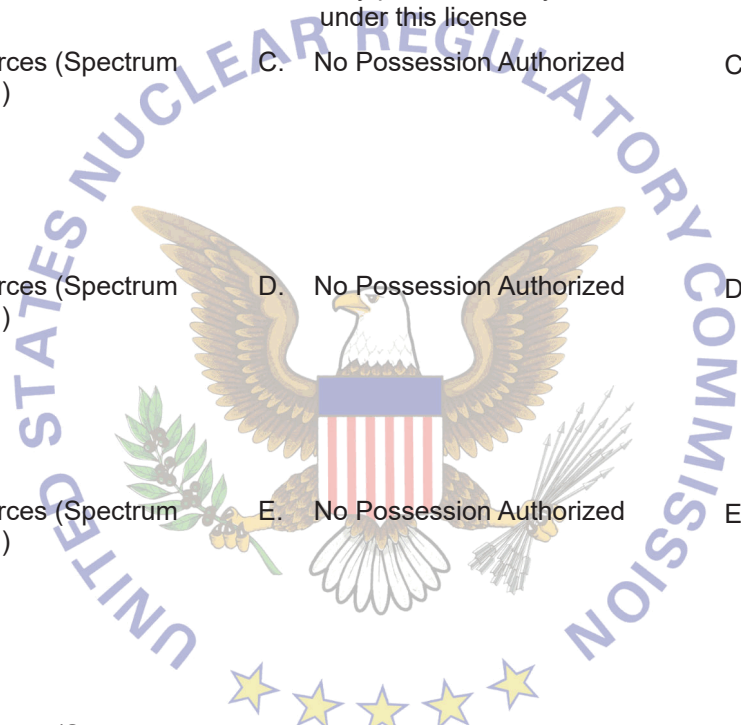 under this license
rces (Spectrum C. No Possession Authorized C
)
rces (Spectrum D. No Possession Authorized D
)
rces (Spectrum E. No Possession Authorized E
)
UNITED STATES NUCLEAR REGULATORY COMMISSION